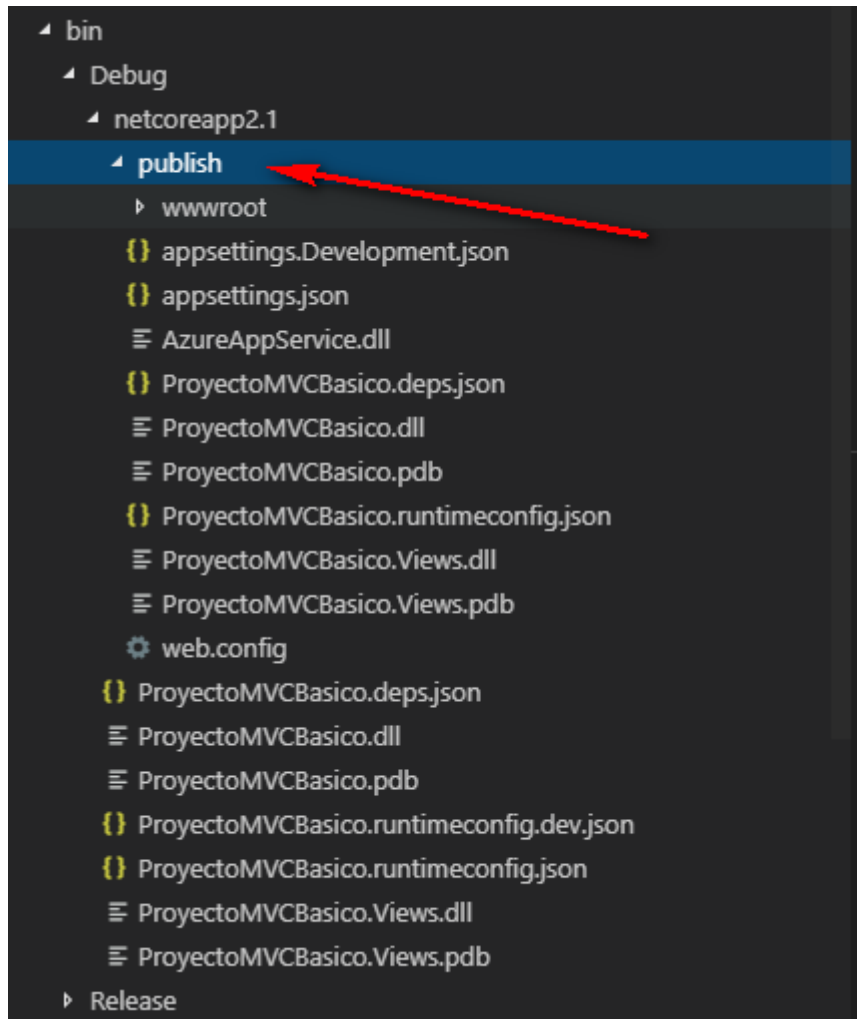 bin
Debug
netcoreapp2.1
publish
wwwroot
{} appsettings.Development.json
{} appsettings.json
AzureAppService.dll
{} ProyectoMVCBasico.deps.json
ProyectoMVCBasico.dll
ProyectoMVCBasico.pdb
{} ProyectoMVCBasico.runtimeconfig.json
ProyectoMVCBasico.Views.dll
ProyectoMVCBasico.Views.pdb
web.config
{} ProyectoMVCBasico.deps.json
ProyectoMVCBasico.dll
ProyectoMVCBasico.pdb
{} ProyectoMVCBasico.runtimeconfig.dev.json
{} ProyectoMVCBasico.runtimeconfig.json
ProyectoMVCBasico.Views.dll
ProyectoMVCBasico.Views.pdb
Release